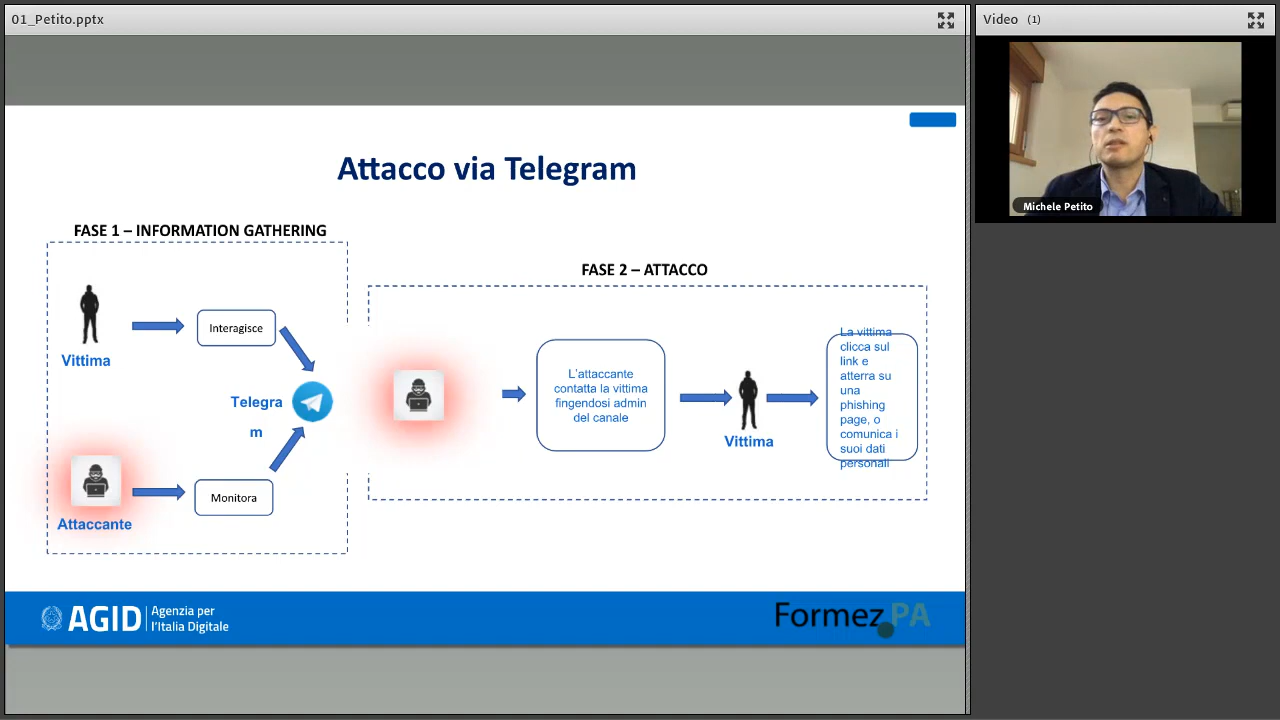 01_Petito.pptx
Video (1)
Michele Petito
Attacco via Telegram
FASE 1 – INFORMATION GATHERING
FASE 2 – ATTACCO
Vittima
Interagisce
Telegra
m
Attaccante
Monitora
L'attaccante
contatta la vittima
fingendosi admin
del canale
Vittima
La vittima
clicca sul
link e
atterra su
una
phishing
page, o
comunica i
suoi dati
personali
AGID
Agenzia per
l'Italia Digitale
Formez PA